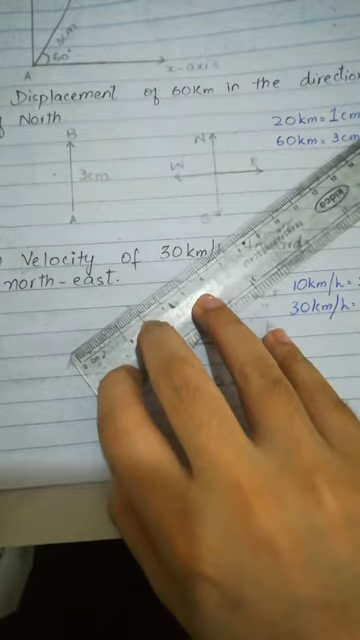 3cm
60°
A
x-axis
Displacement of 60km in the direction
North
20km=1cm
60km=3cm
B
3cm
A
N
W E
S
Velocity of 30km/h
north-east.
10km/h=
30km/h=